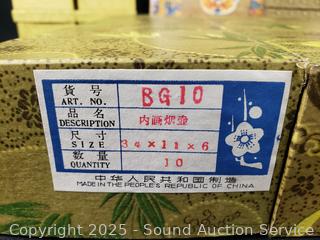 貨号
ART. NO.
BG10
品名
DESCRIPTION
内画烟壶
尺寸
SIZE
34×11×6
数量
QUANTITY
10
中华人民共和国制造
MADE IN THE PEOPLE'S REPUBLIC OF CHINA
Copyright 2025 - Sound Auction Service